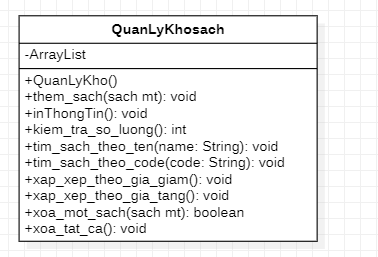 QuanLyKhosach
-ArrayList
+QuanLyKho()
+them_sach(sach mt): void
+inThongTin(): void
+kiem_tra_so_luong(): int
+tim_sach_theo_ten(name: String): void
+tim_sach_theo_code(code: String): void
+xap_xep_theo_gia_giam(): void
+xap_xep_theo_gia_tang(): void
+xoa_mot_sach(sach mt): boolean
+xoa_tat_ca(): void